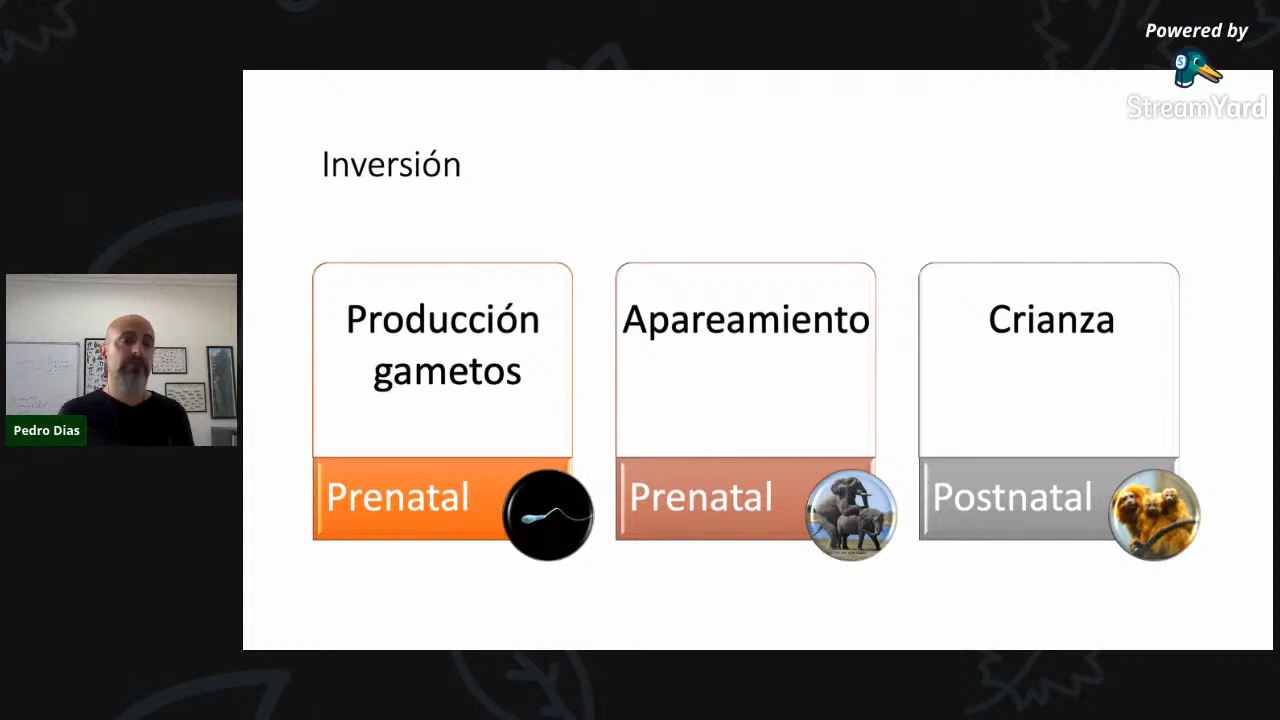 Powered by
StreamYard
Inversión
Producción
gametos
Prenatal
Apareamiento
Prenatal
Crianza
Postnatal
Pedro Dias